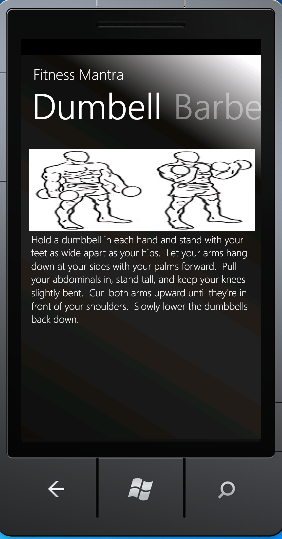 Fitness Mantra
Dumbell Barbe
Hold a dumbbell in each hand and stand with your
feet as wide apart as your hips. Let your arms hang
down at your sides with your palms forward. Pull
your abdominals in, stand tall, and keep your knees
slightly bent. Curl both arms upward until they're in
front of your shoulders. Slowly lower the dumbbells
back down.